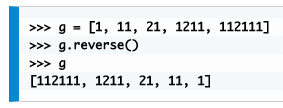 >>> g = [1, 11, 21, 1211, 112111]
>>> g.reverse()
>>> g
[112111, 1211, 21, 11, 1]